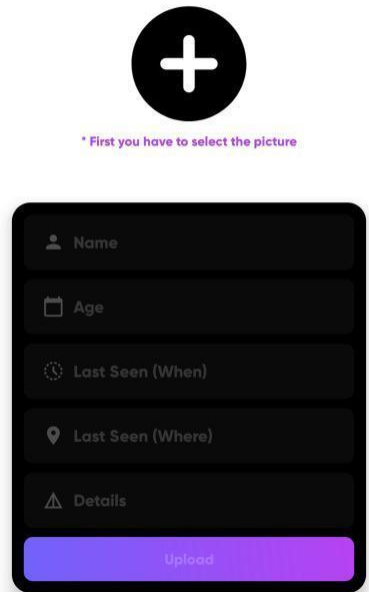 * First you have to select the picture
Name
Age
Last Seen (When)
Last Seen (Where)
Details
Upload